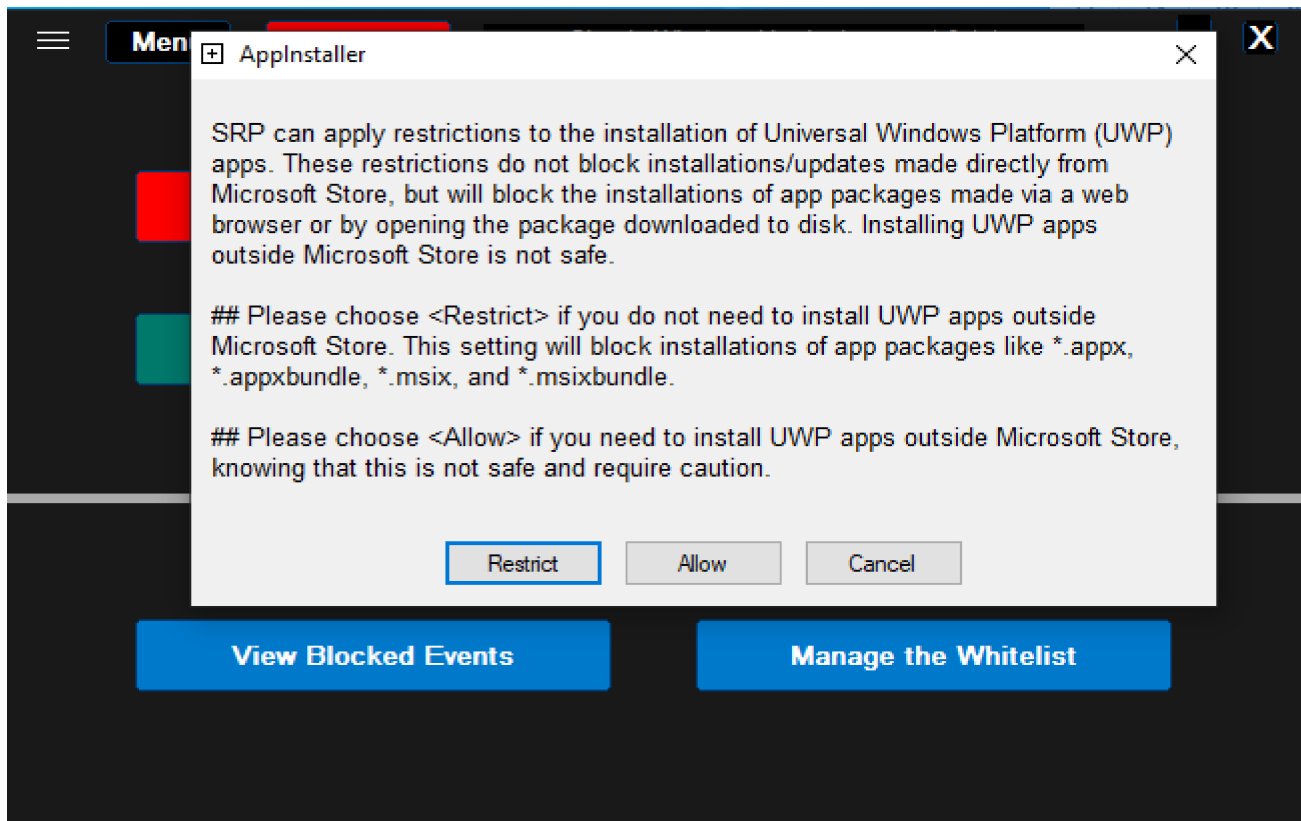 Men
X
AppInstaller
SRP can apply restrictions to the installation of Universal Windows Platform (UWP)
apps. These restrictions do not block installations/updates made directly from
Microsoft Store, but will block the installations of app packages made via a web
browser or by opening the package downloaded to disk. Installing UWP apps
outside Microsoft Store is not safe.
## Please choose <Restrict> if you do not need to install UWP apps outside
Microsoft Store. This setting will block installations of app packages like *.appx,
*.appxbundle, *.msix, and *.msixbundle.
## Please choose <Allow> if you need to install UWP apps outside Microsoft Store,
knowing that this is not safe and require caution.
Restrict
Allow
Cancel
View Blocked Events
Manage the Whitelist